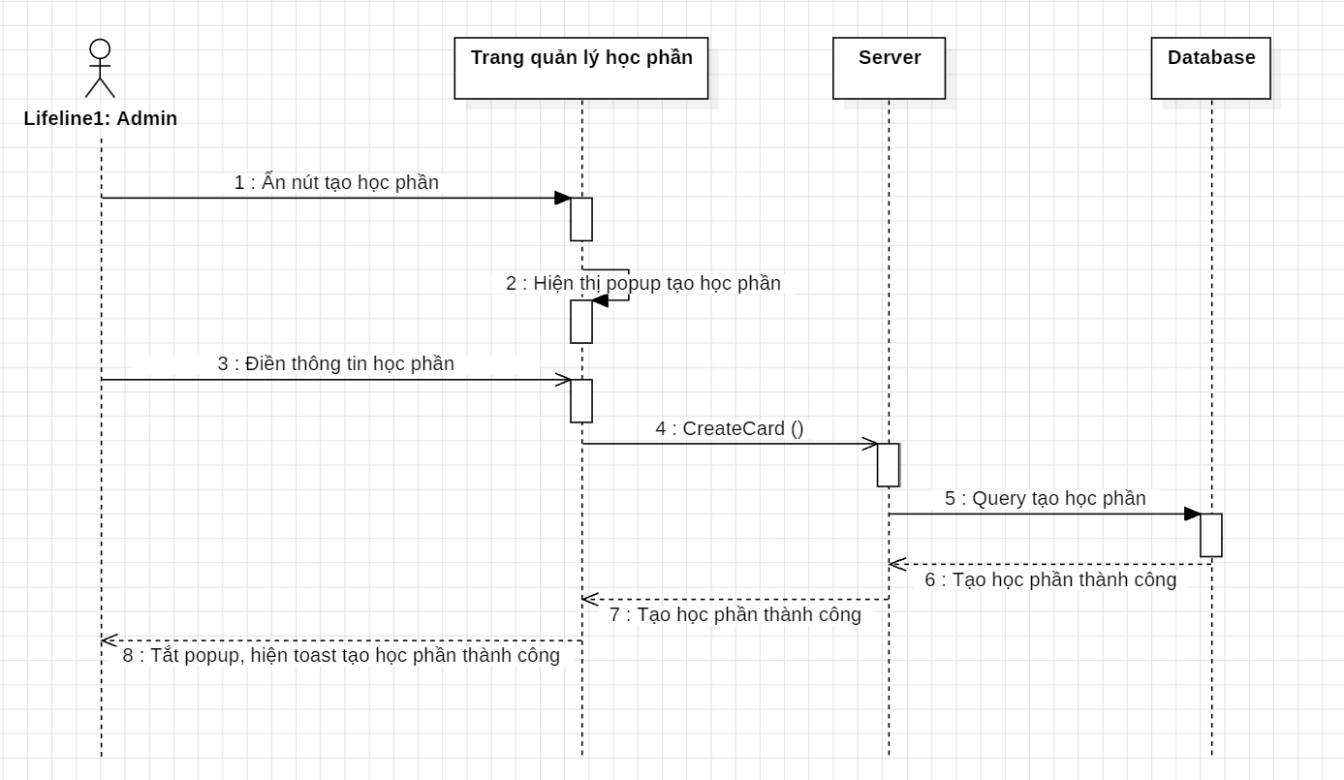 Trang quản lý học phần
Server
Database
Lifeline1: Admin
1 : Ấn nút tạo học phần
2 : Hiện thị popup tạo học phần
3 : Điền thông tin học phần
4 : CreateCard ()
5 : Query tạo học phần
6 : Tạo học phần thành công
7 : Tạo học phần thành công
8 : Tắt popup, hiện toast tạo học phần thành công